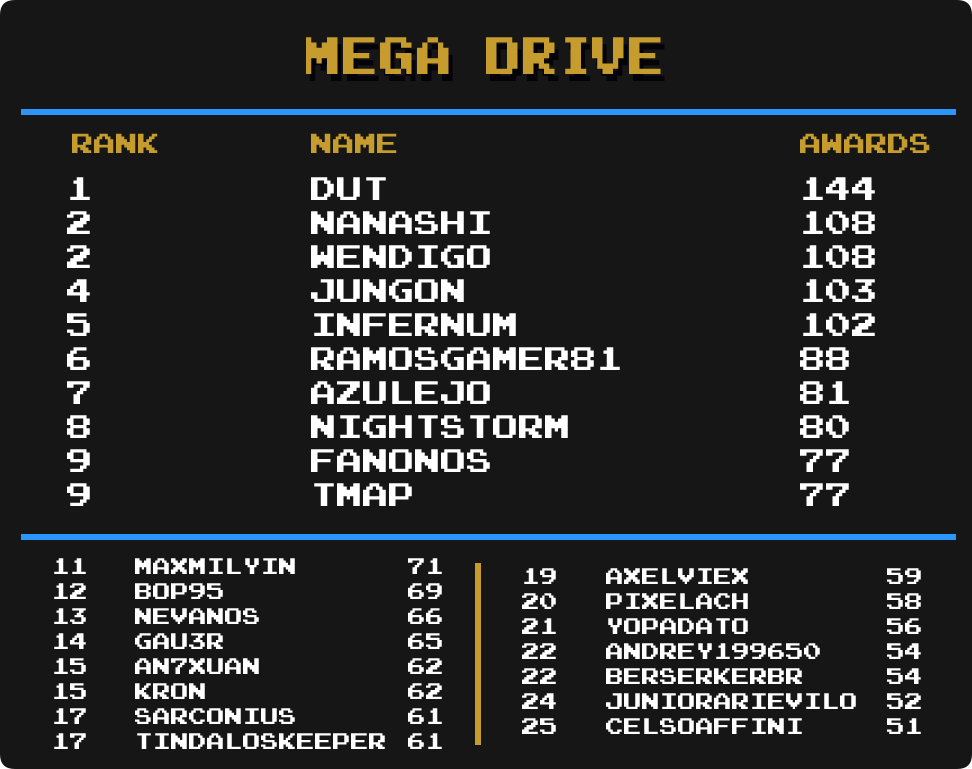 MEGA DRIVE
RANK NAME AWARDS
1 DUT 144
2 NANASHI 108
2 WENDIGO 108
4 JUNGON 103
5 INFERNUM 102
6 RAMOSGAMER81 88
7 AZULEJO 81
8 NIGHTSTORM 80
9 FANONOS 77
9 TMAP 77
11 MAXMILYIN 71
12 BOP95 69
13 NEVANOS 66
14 GAU3R 65
15 AN7XUAN 62
15 KRON 62
17 SARCONIUS 61
17 TINDALOSKEEPER 61
19 AXELVIEX 59
20 PIXELACH 58
21 YOPADATO 56
22 ANDREY199650 54
22 BERSERKERBR 54
24 JUNIORARIEVILO 52
25 CELSOAFFINI 51